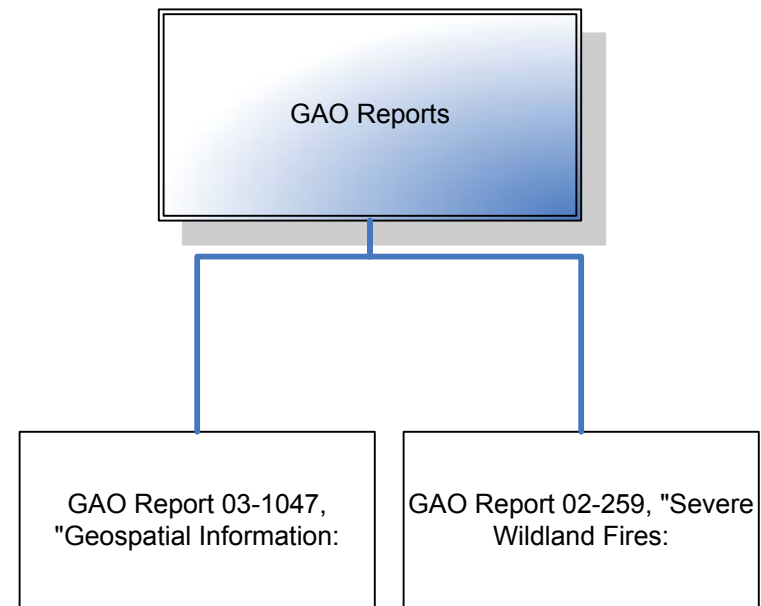 GAO Reports
GAO Report 03-1047,
"Geospatial Information:
GAO Report 02-259, "Severe
Wildland Fires: